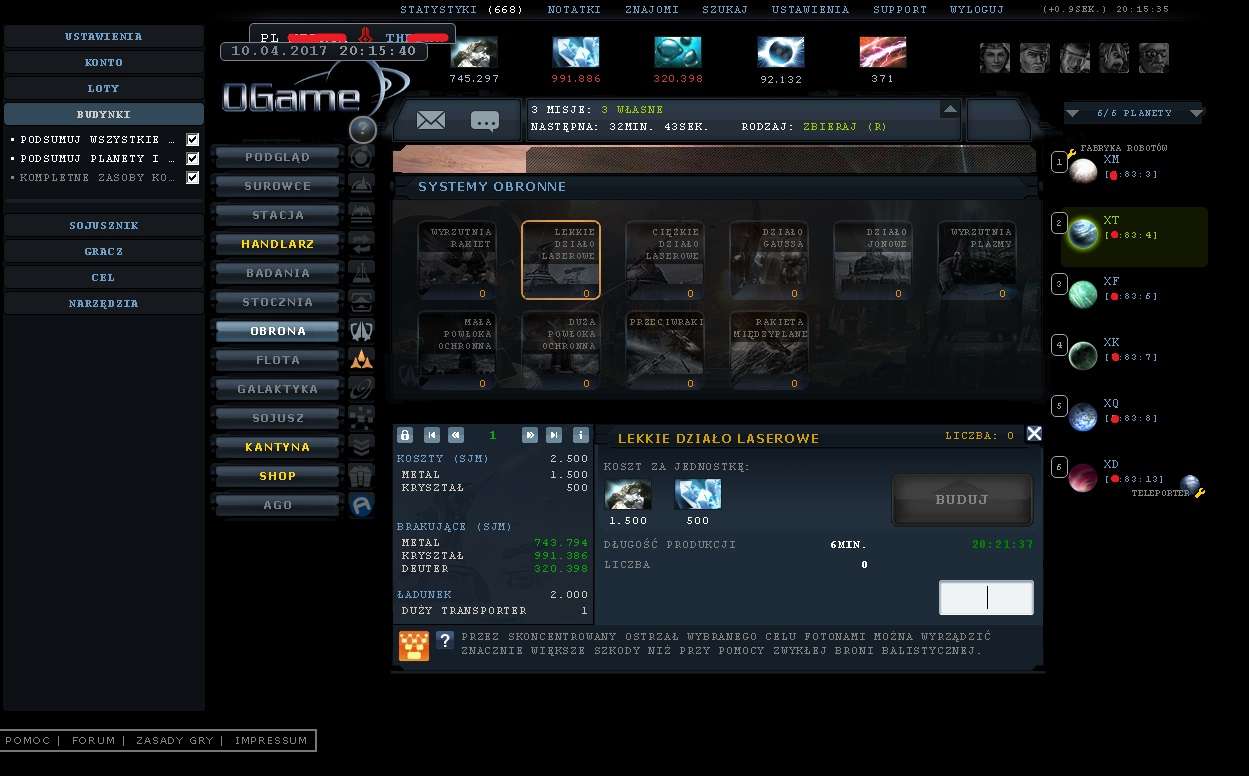 STATYSTYKI (668) NOTATKI ZNAJOMI SZUKAJ USTAWIENIA SUPPORT WYLOGUJ (+0.9SEK.) 20:15:35
PL
10.04.2017 20:15:40
745.297 991.886 320.398 92.132 371
OGame
USTAWIENIA
KONTO
LOTY
BUDYNKI
• PODSUMUJ WSZYSTKIE …
• PODSUMUJ PLANETY I …
• KOMPLETNE ZASOBY KO…
SOJUSZNIK
GRACZ
CEL
NARZĘDZIA
?
PODGLĄD
SUROWCE
STACJA
HANDLARZ
BADANIA
STOCZNIA
OBRONA
FLOTA
GALAKTYKA
SOJUSZ
KANTYNA
SHOP
AGO
3 MISJE: 3 WŁASNE
NASTĘPNA: 32MIN. 43SEK. RODZAJ: ZBIERAJ (R)
SYSTEMY OBRONNE
WYRZUTNIA
RAKIET
0
LEKKIE
DZIAŁO
LASEROWE
0
CIĘŻKIE
DZIAŁO
LASEROWE
0
DZIAŁO
GAUSSA
0
DZIAŁO
JONOWE
0
WYRZUTNIA
PLAZMY
0
MAŁA
POWŁOKA
OCHRONNA
0
DUŻA
POWŁOKA
OCHRONNA
0
PRZECIWRAKI
0
RAKIETA
MIĘDZYPLANE
0
1
KOSZTY (SJM) 2.500
METAL 1.500
KRYSZTAŁ 500
BRAKUJĄCE (SJM)
METAL 743.794
KRYSZTAŁ 991.386
DEUTER 320.398
ŁADUNEK 2.000
DUŻY TRANSPORTER 1
LEKKIE DZIAŁO LASEROWE LICZBA: 0
KOSZT ZA JEDNOSTKĘ:
1.500 500
BUDUJ
DŁUGOŚĆ PRODUKCJI 6MIN. 20:21:37
LICZBA 0
? PRZEZ SKONCENTROWANY OSTRZAŁ WYBRANEGO CELU FOTONAMI MOŻNA WYRZĄDZIĆ
ZNACZNIE WIĘKSZE SZKODY NIŻ PRZY POMOCY ZWYKŁEJ BRONI BALISTYCZNEJ.
6/6 PLANETY
FABRYKA ROBOTÓW
1 XM
[ :83:3]
2 XT
[ :83:4]
3 XF
[ :83:5]
4 XK
[ :83:7]
5 XQ
[ :83:8]
6 XD
[ :83:13]
TELEPORTER
POMOC | FORUM | ZASADY GRY | IMPRESSUM